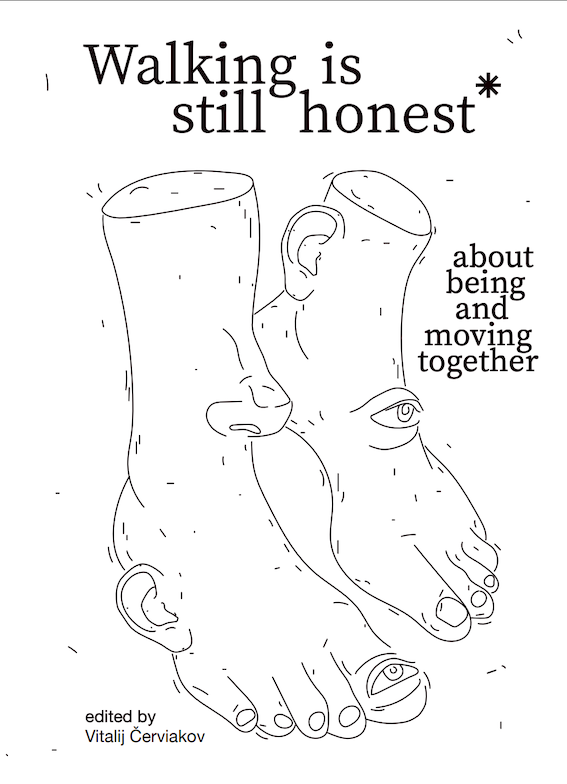 Walking is
still honest*
about
being
and
moving
together
edited by
Vitalij Červiakov